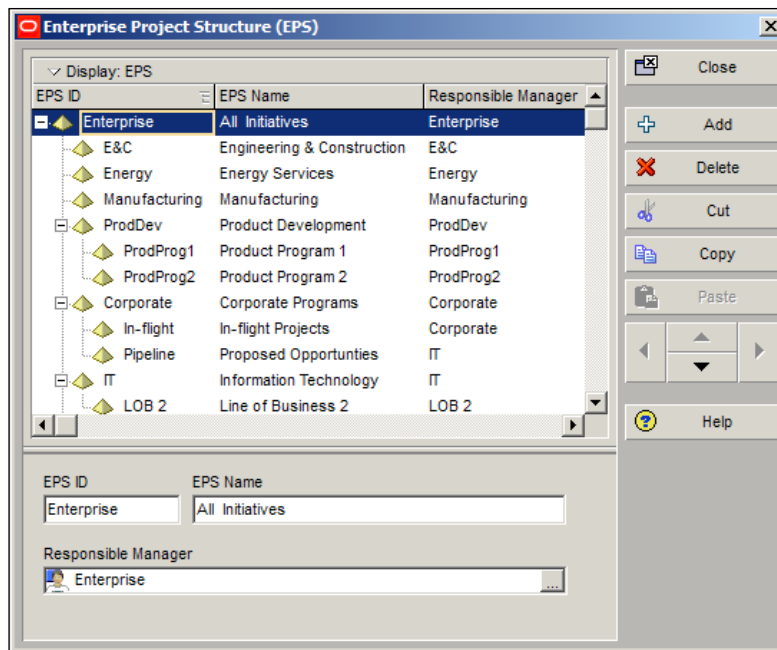 Enterprise Project Structure (EPS)
Display: EPS
EPS ID EPS Name Responsible Manager
Enterprise All Initiatives Enterprise
E&C Engineering & Construction E&C
Energy Energy Services Energy
Manufacturing Manufacturing Manufacturing
ProdDev Product Development ProdDev
ProdProg1 Product Program 1 ProdProg1
ProdProg2 Product Program 2 ProdProg2
Corporate Corporate Programs Corporate
In-flight In-flight Projects Corporate
Pipeline Proposed Opportunties IT
IT Information Technology IT
LOB 2 Line of Business 2 LOB 2
EPS ID EPS Name
Enterprise All Initiatives
Responsible Manager
Enterprise ...
Close
Add
Delete
Cut
Copy
Paste
Help